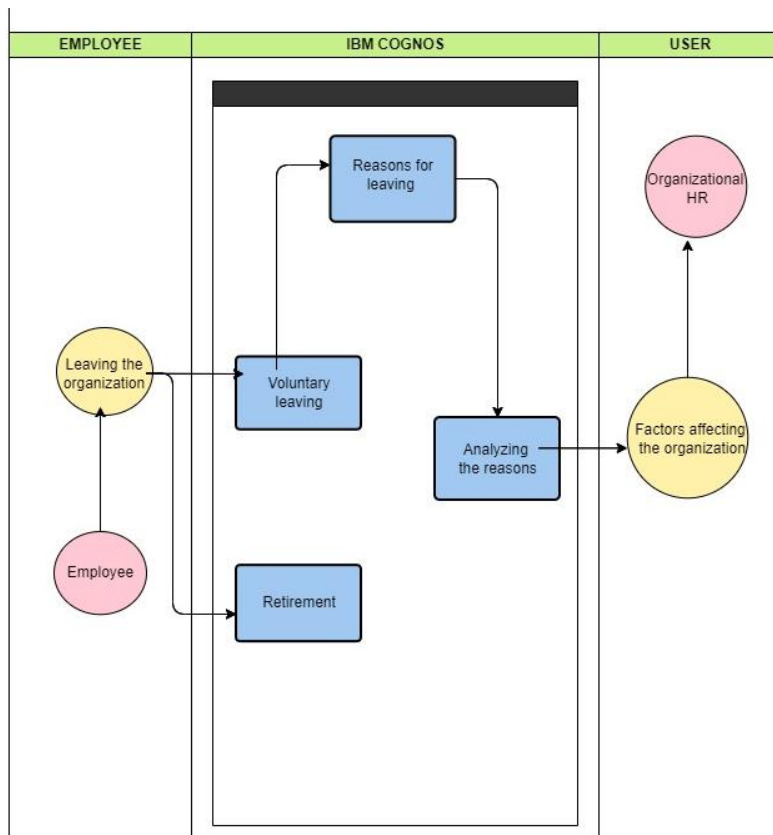 EMPLOYEE
IBM COGNOS
USER
Reasons for
leaving
Organizational
HR
Leaving the
organization
Voluntary
leaving
Factors affecting
the organization
Analyzing
the reasons
Employee
Retirement